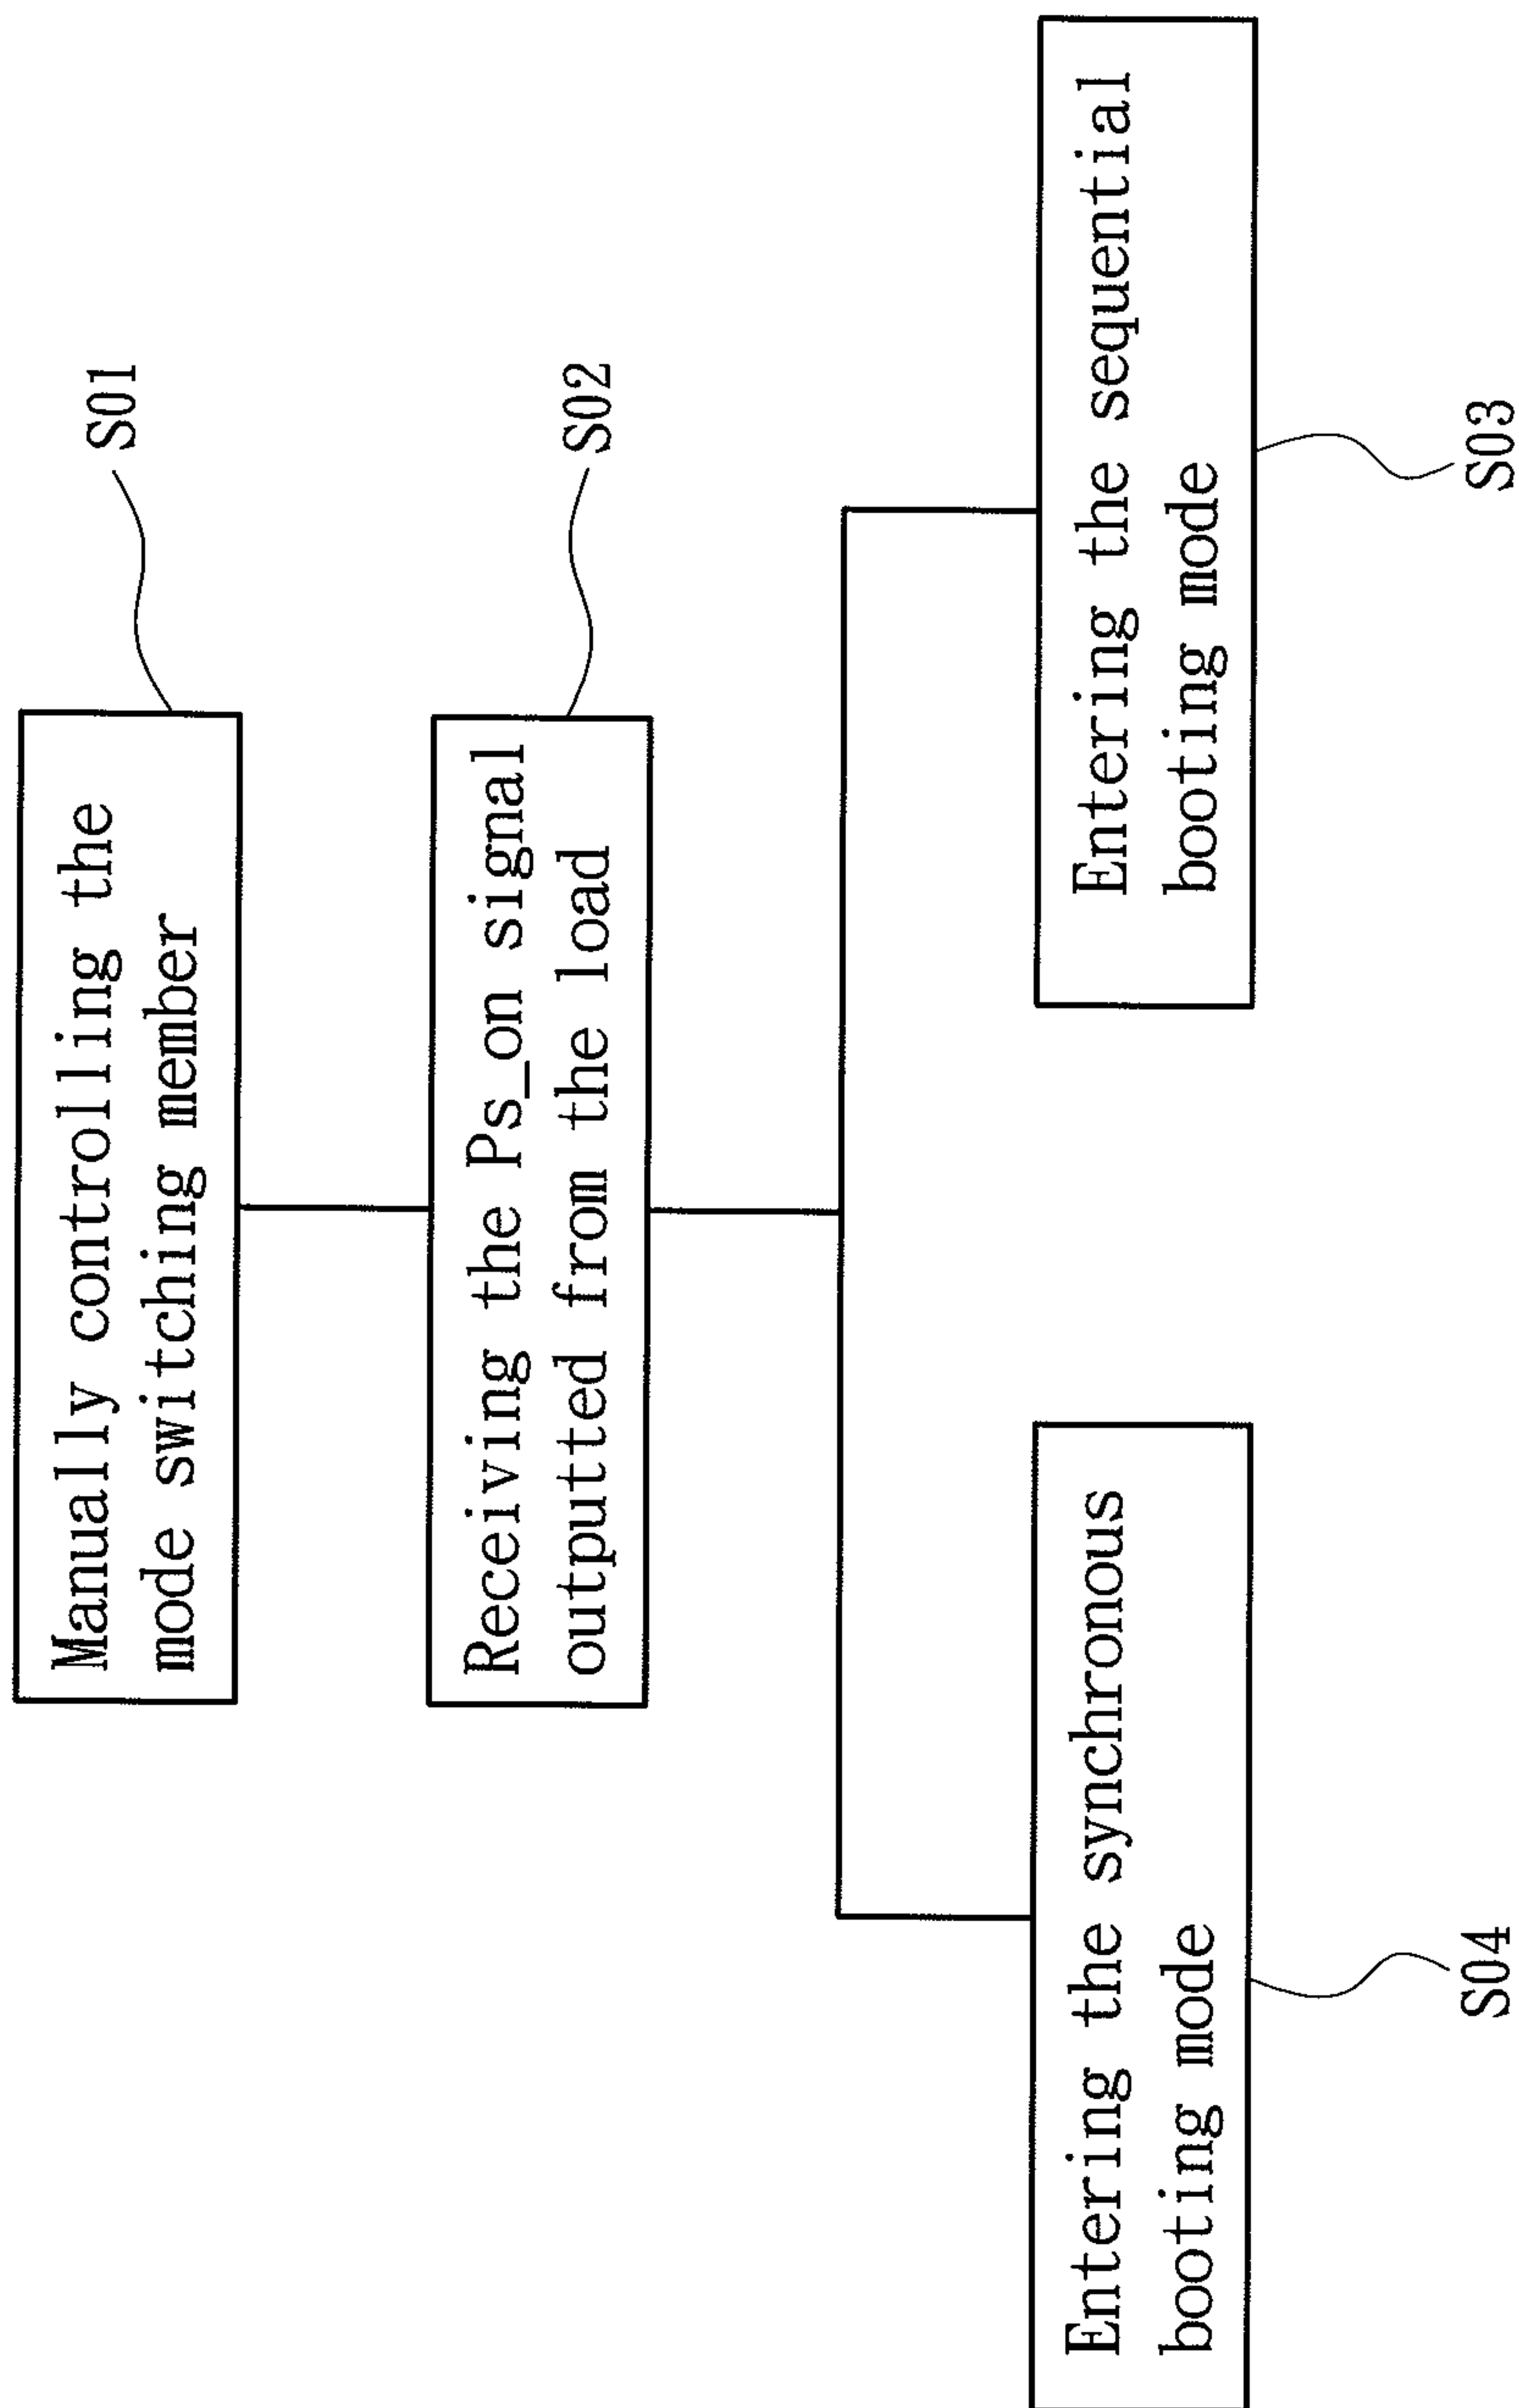 Manually controlling the
mode switching member
S01
Receiving the Ps_on signal
outputted from the load
S02
Entering the synchronous
booting mode
S04
Entering the sequential
booting mode
S03